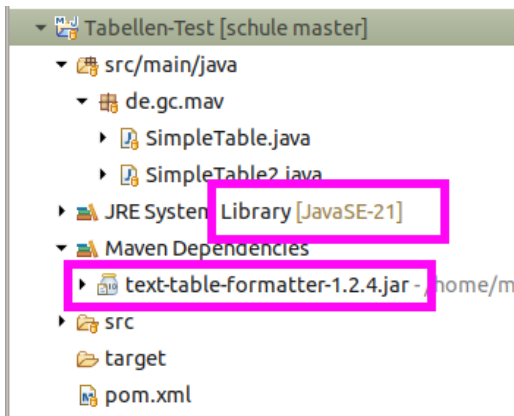 Tabellen-Test [schule master]
src/main/java
de.gc.mav
SimpleTable.java
SimpleTable2.java
JRE System Library [JavaSE-21]
Maven Dependencies
text-table-formatter-1.2.4.jar - /home/m
src
target
pom.xml